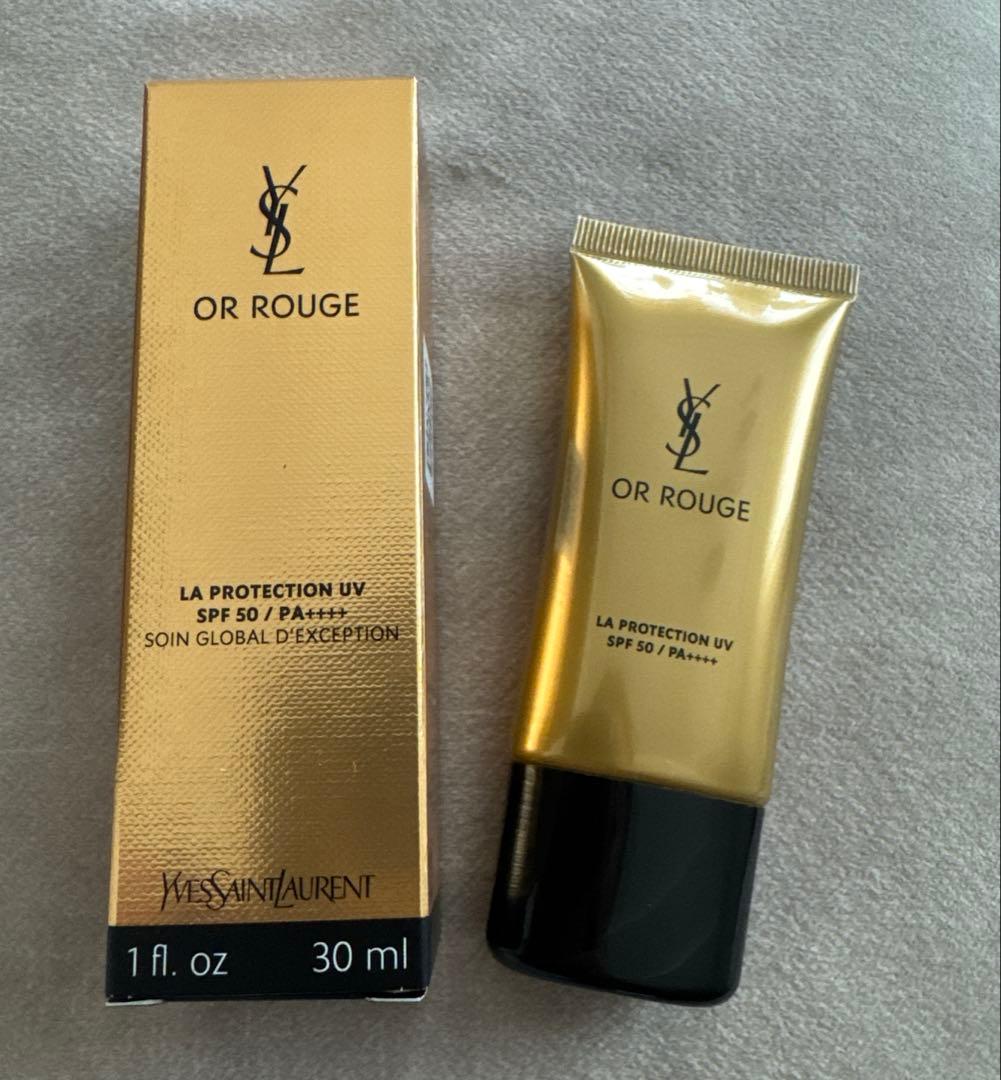 YSL
OR ROUGE
LA PROTECTION UV
SPF 50 / PA++++
SOIN GLOBAL D'EXCEPTION
YVESSAINTLAURENT
1 fl. oz 30 ml
YSL
OR ROUGE
LA PROTECTION UV
SPF 50 / PA++++